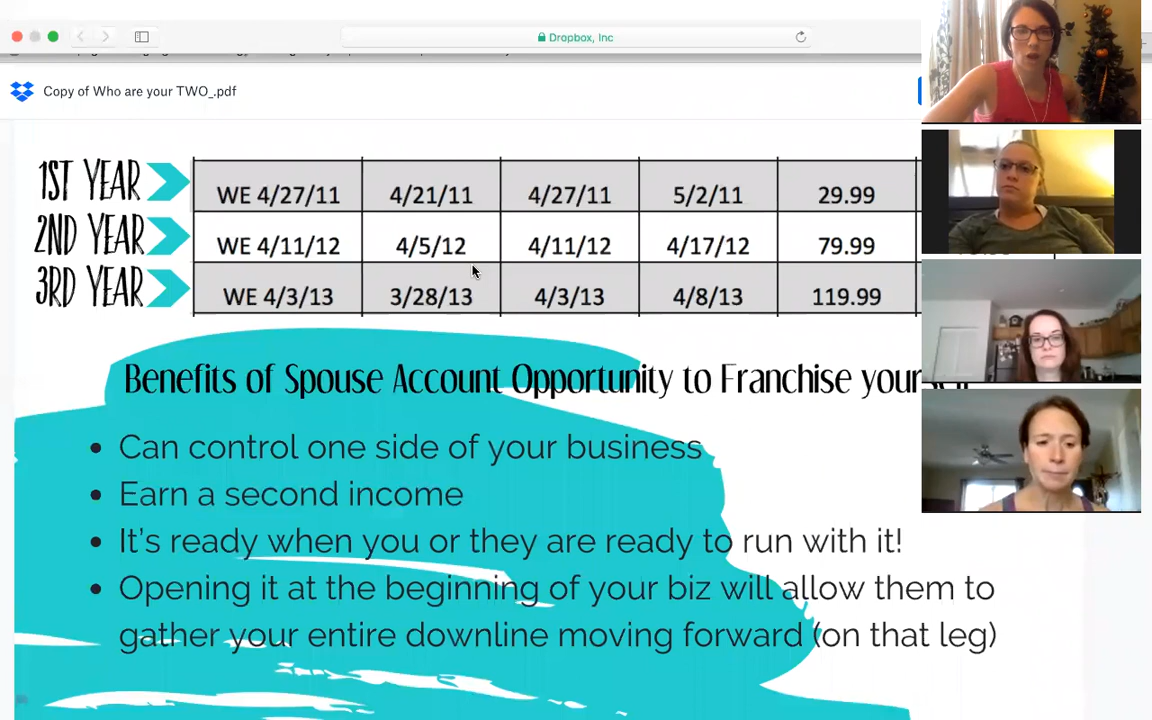 Dropbox, Inc
Copy of Who are your TWO_.pdf
1ST YEAR WE 4/27/11 4/21/11 4/27/11 5/2/11 29.99
2ND YEAR WE 4/11/12 4/5/12 4/11/12 4/17/12 79.99
3RD YEAR WE 4/3/13 3/28/13 4/3/13 4/8/13 119.99
Benefits of Spouse Account Opportunity to Franchise
• Can control one side of your business
• Earn a second income
• It’s ready when you or they are ready to run with it!
• Opening it at the beginning of your biz will allow them to
gather your entire downline moving forward (on that leg)